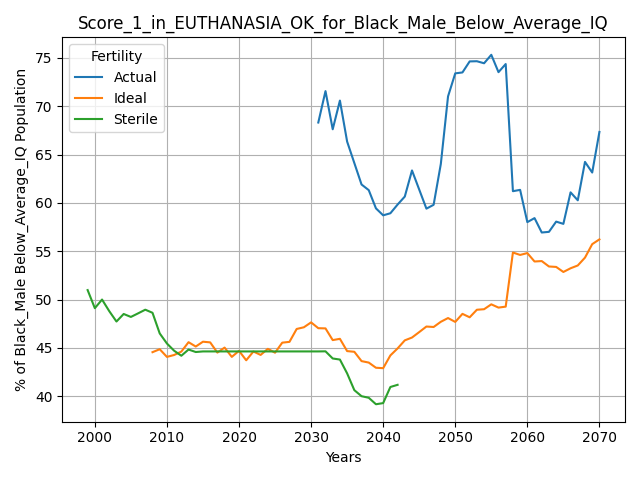 Score_1_in_EUTHANASIA_OK_for_Black_Male_Below_Average_IQ
% of Black_Male Below_Average_IQ Population
75
70
65
60
55
50
45
40
Fertility
Actual
Ideal
Sterile
2000 2010 2020 2030 2040 2050 2060 2070
Years